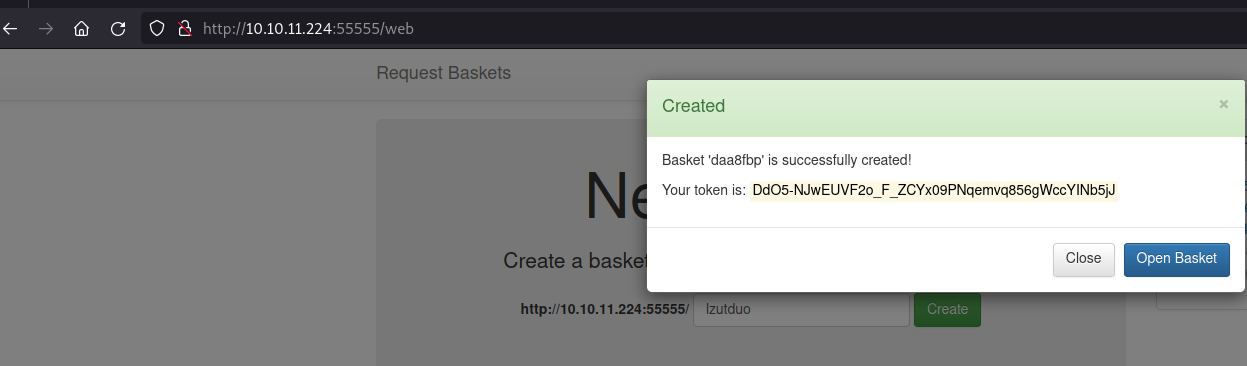 http://10.10.11.224:55555/web
Request Baskets
Created
×
Basket 'daa8fbp' is successfully created!
Your token is: DdO5-NJwEUVF2o_F_ZCYx09PNqemvq856gWccYINb5jJ
Close
Open Basket
Ne
Create a basket
http://10.10.11.224:55555/
lzutduo
Create